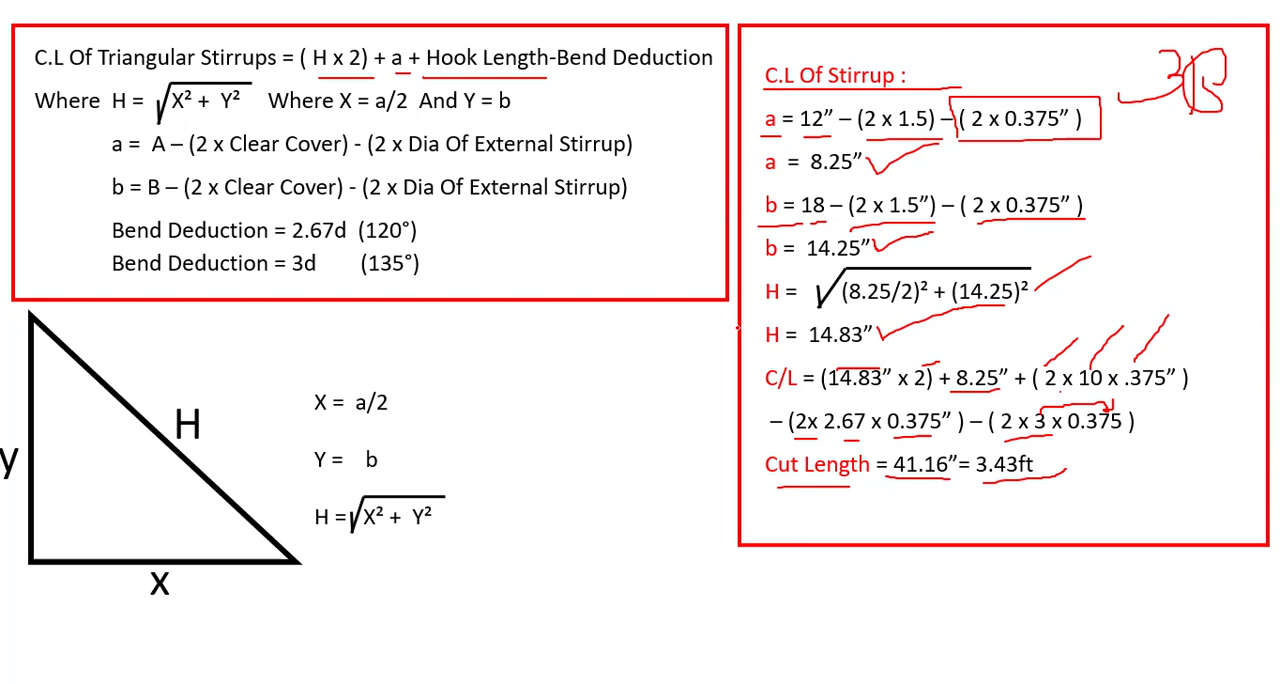 C.L Of Triangular Stirrups = ( H x 2) + a + Hook Length-Bend Deduction
Where H = √X² + Y² Where X = a/2 And Y = b
a = A – (2 x Clear Cover) - (2 x Dia Of External Stirrup)
b = B – (2 x Clear Cover) - (2 x Dia Of External Stirrup)
Bend Deduction = 2.67d (120°)
Bend Deduction = 3d (135°)
H
y
x
X = a/2
Y = b
H =√X² + Y²
C.L Of Stirrup :
a = 12” – (2 x 1.5) – ( 2 x 0.375” )
a = 8.25”
b = 18 – (2 x 1.5”) – ( 2 x 0.375” )
b = 14.25”
H = √(8.25/2)² + (14.25)²
H = 14.83”
C/L = (14.83” x 2) + 8.25” + ( 2 x 10 x .375” )
– (2x 2.67 x 0.375” ) – ( 2 x 3 x 0.375 )
Cut Length = 41.16”= 3.43ft